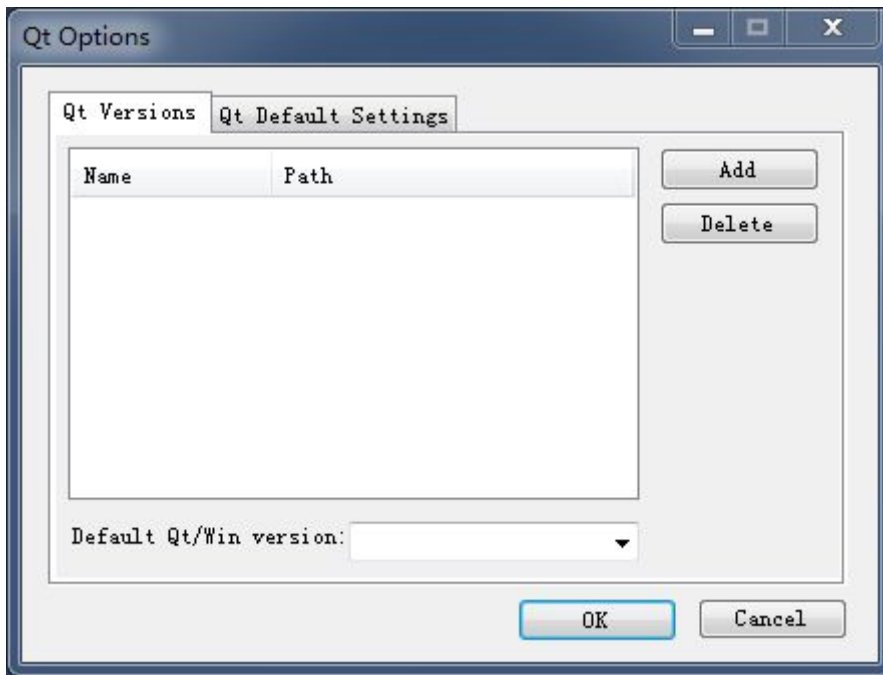 Qt Options
Qt Versions Qt Default Settings
Name Path
Add
Delete
Default Qt/Win version:
OK Cancel